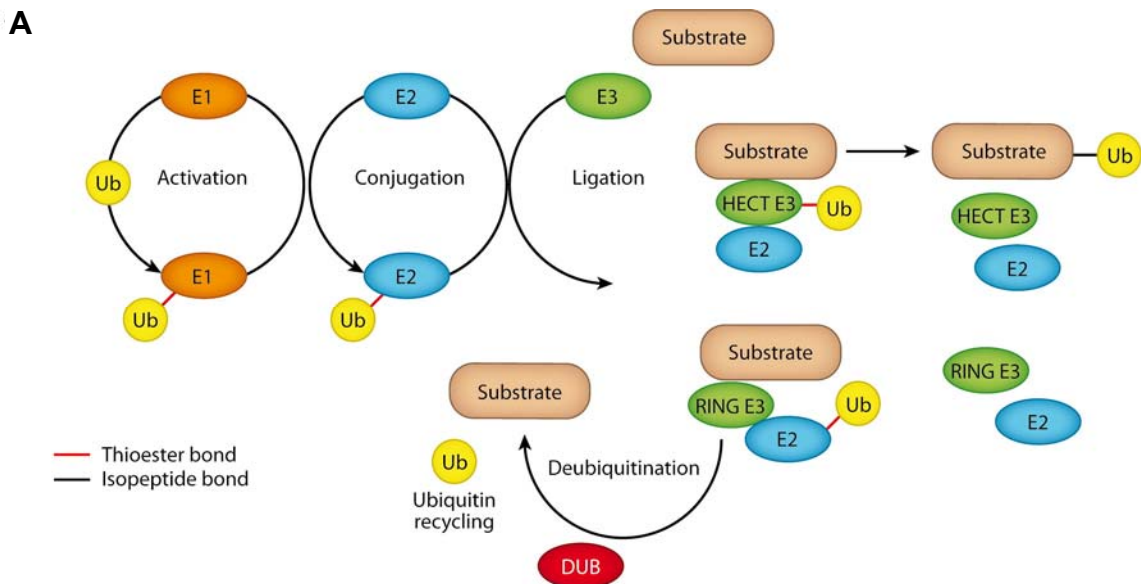 A
Substrate
E1
E2
E3
Substrate
Substrate
Ub
Ub
Activation
Conjugation
Ligation
HECT E3
Ub
HECT E3
E2
E2
E1
E2
Ub
Ub
Substrate
RING E3
Substrate
RING E3
Ub
E2
E2
Thioester bond
Isopeptide bond
Ub
Deubiquitination
Ubiquitin
recycling
DUB